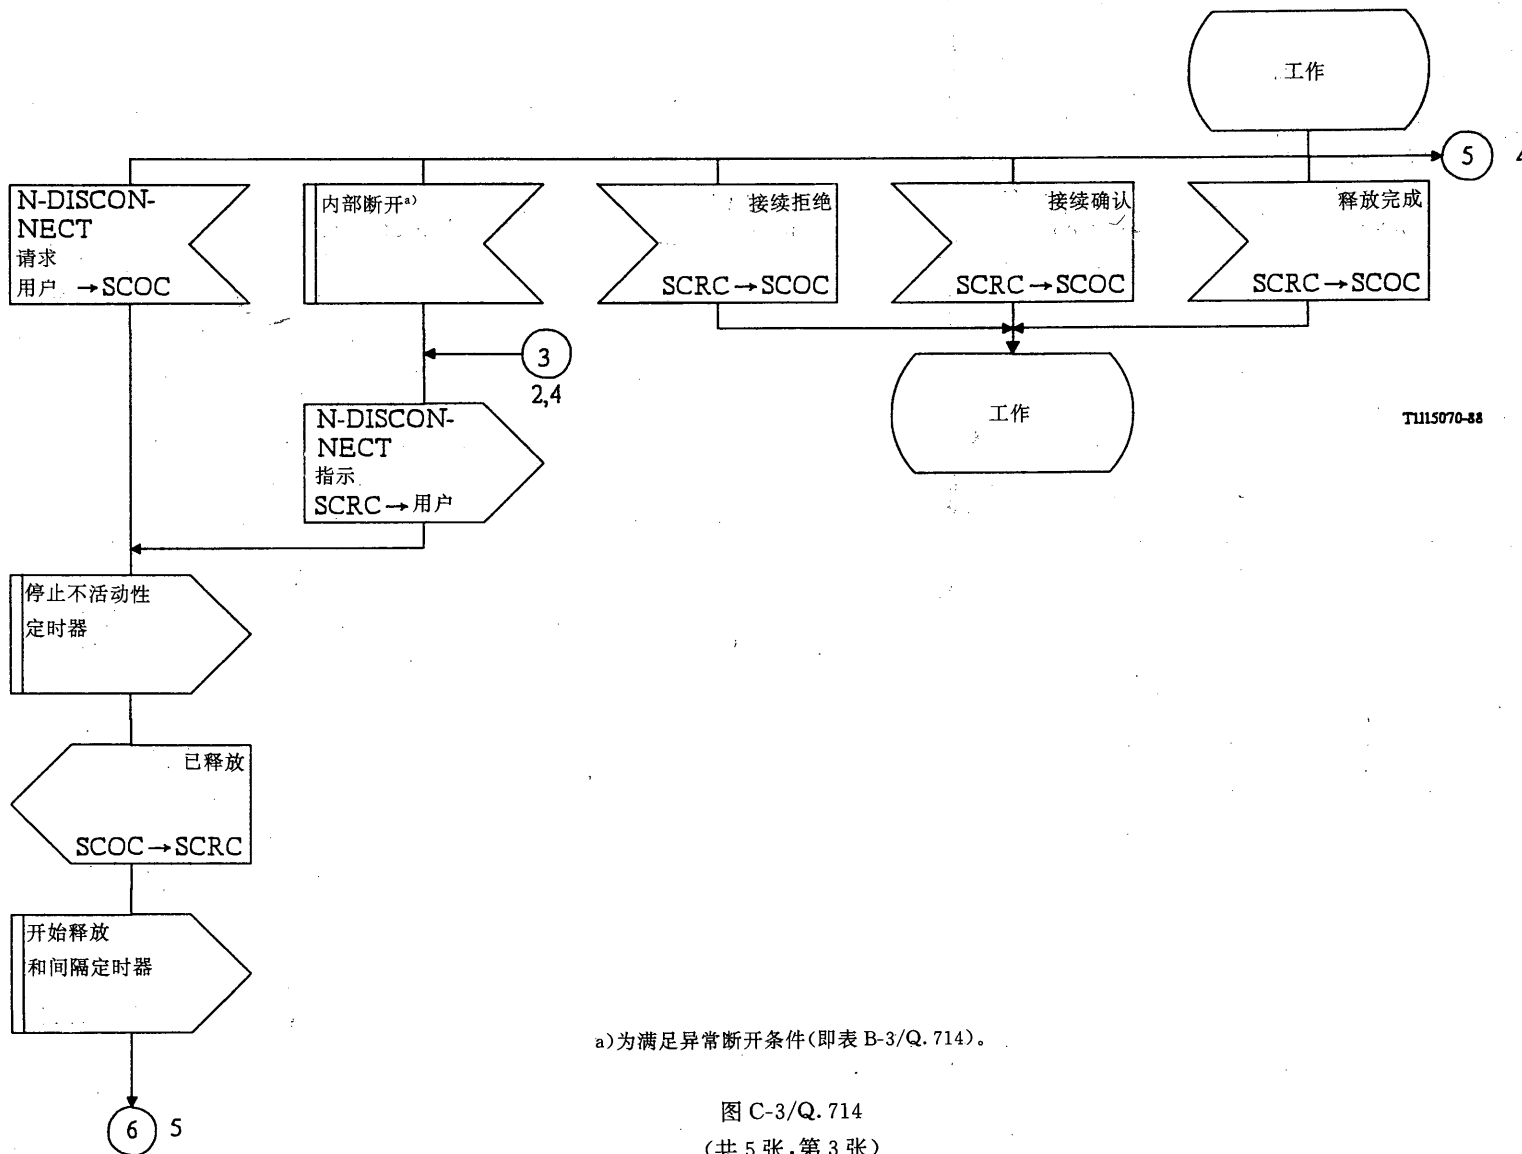 工作
5
N-DISCON-
NECT
请求
用户 →SCOC
内部断开a)
接续拒绝
SCRC→SCOC
接续确认
SCRC→SCOC
释放完成
SCRC→SCOC
3
2,4
N-DISCON-
NECT
指示
SCRC→用户
工作
T1115070-88
停止不活动性
定时器
已释放
SCOC→SCRC
开始释放
和间隔定时器
6 5
a)为满足异常断开条件(即表 B-3/Q.714)。
图 C-3/Q.714
(共 5 张,第 3 张)